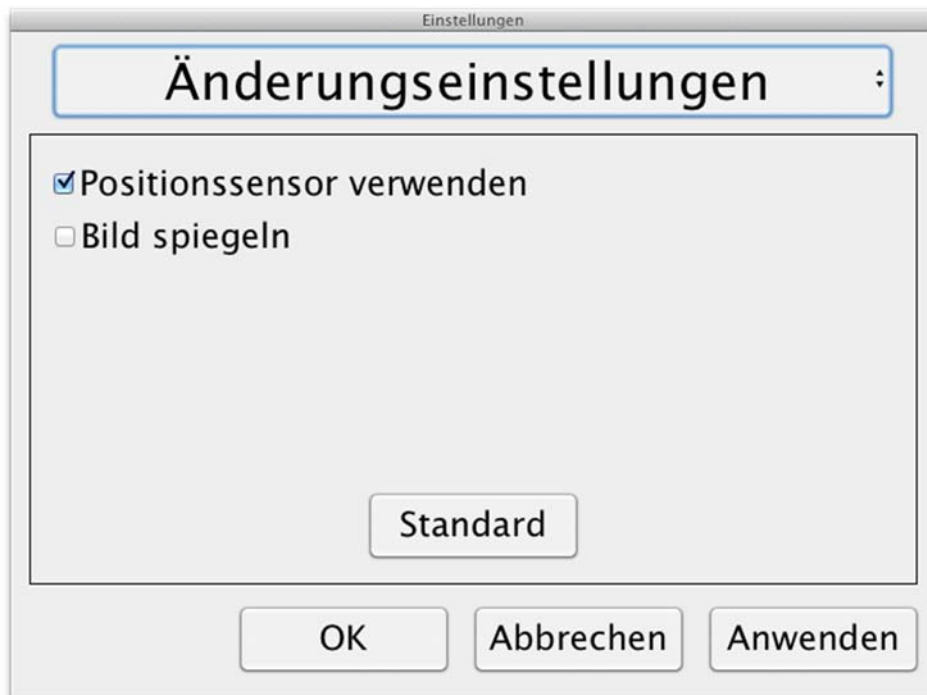 Einstellungen
Änderungseinstellungen
Positionssensor verwenden
Bild spiegeln
Standard
OK Abbrechen Anwenden